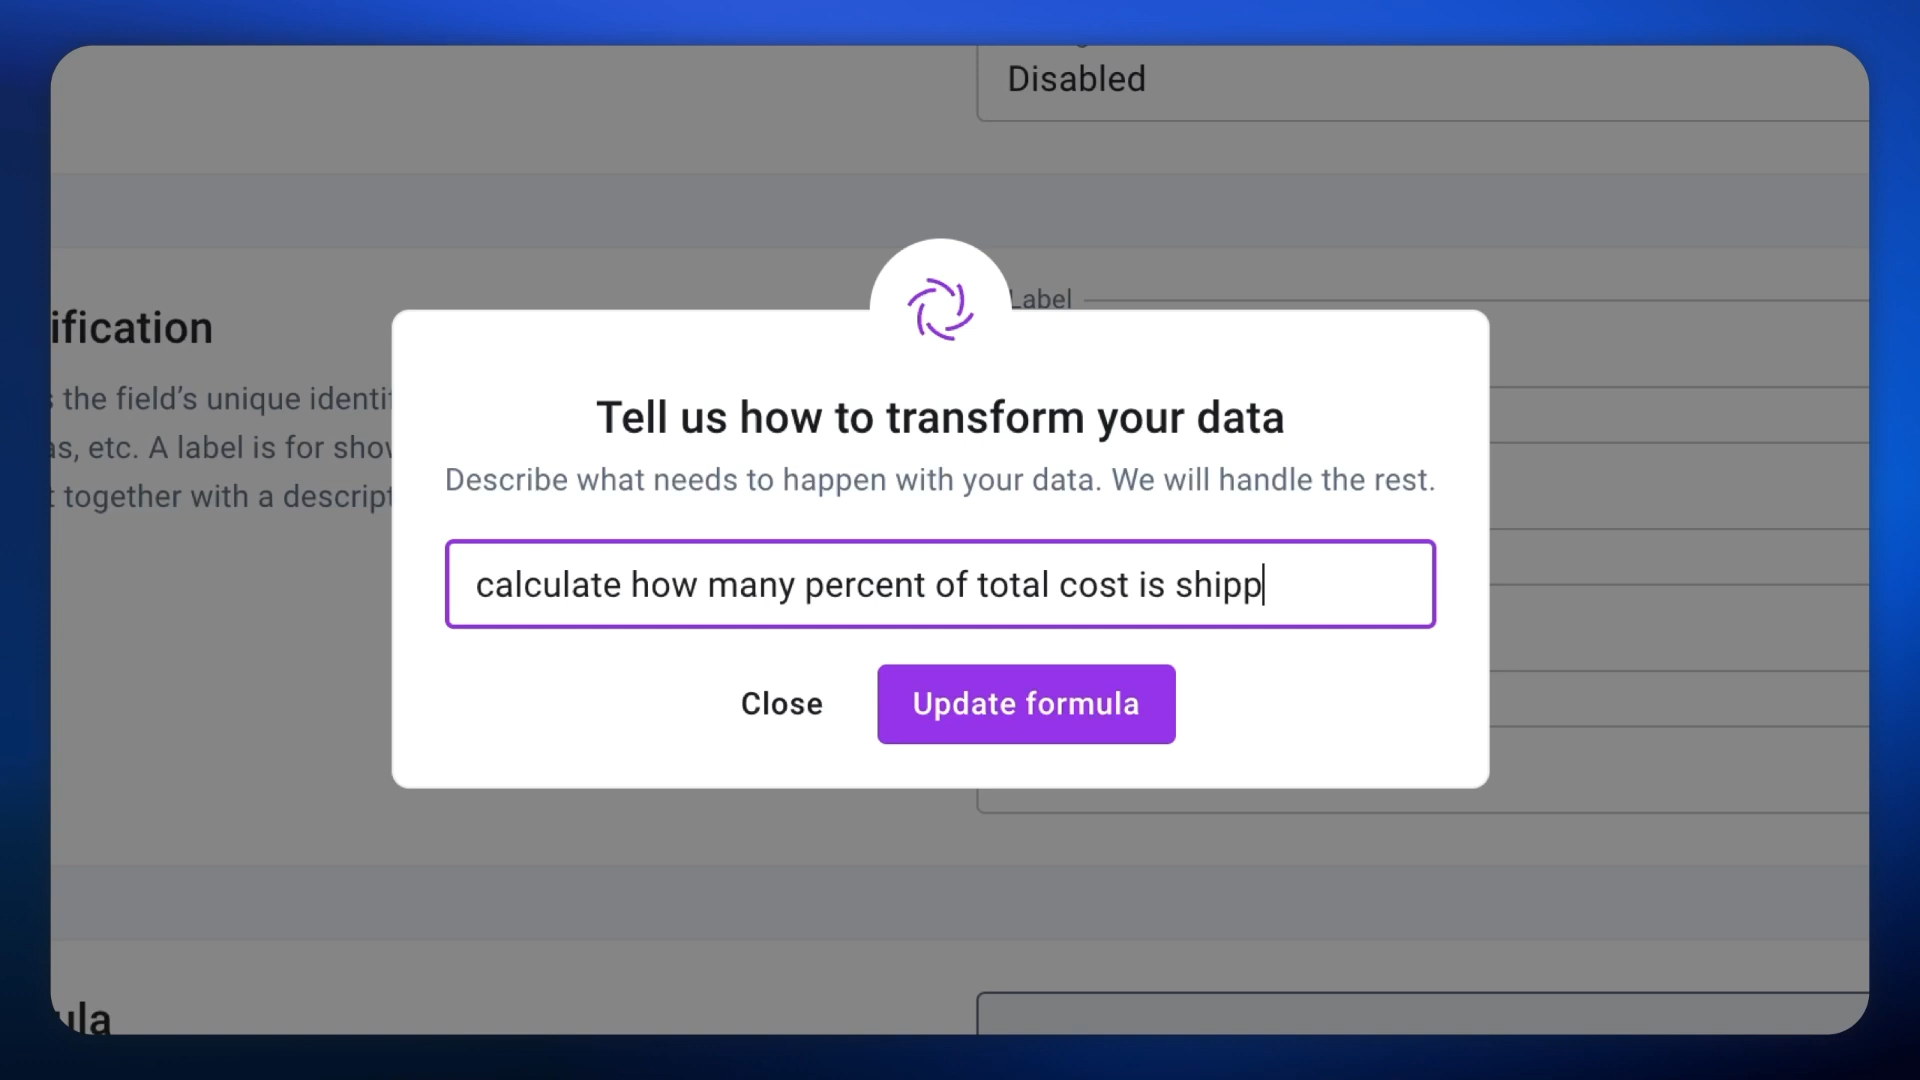 Disabled
Label
ification
the field’s unique identif
as, etc. A label is for show
together with a descript
Tell us how to transform your data
Describe what needs to happen with your data. We will handle the rest.
calculate how many percent of total cost is shipp
Close
Update formula
ula